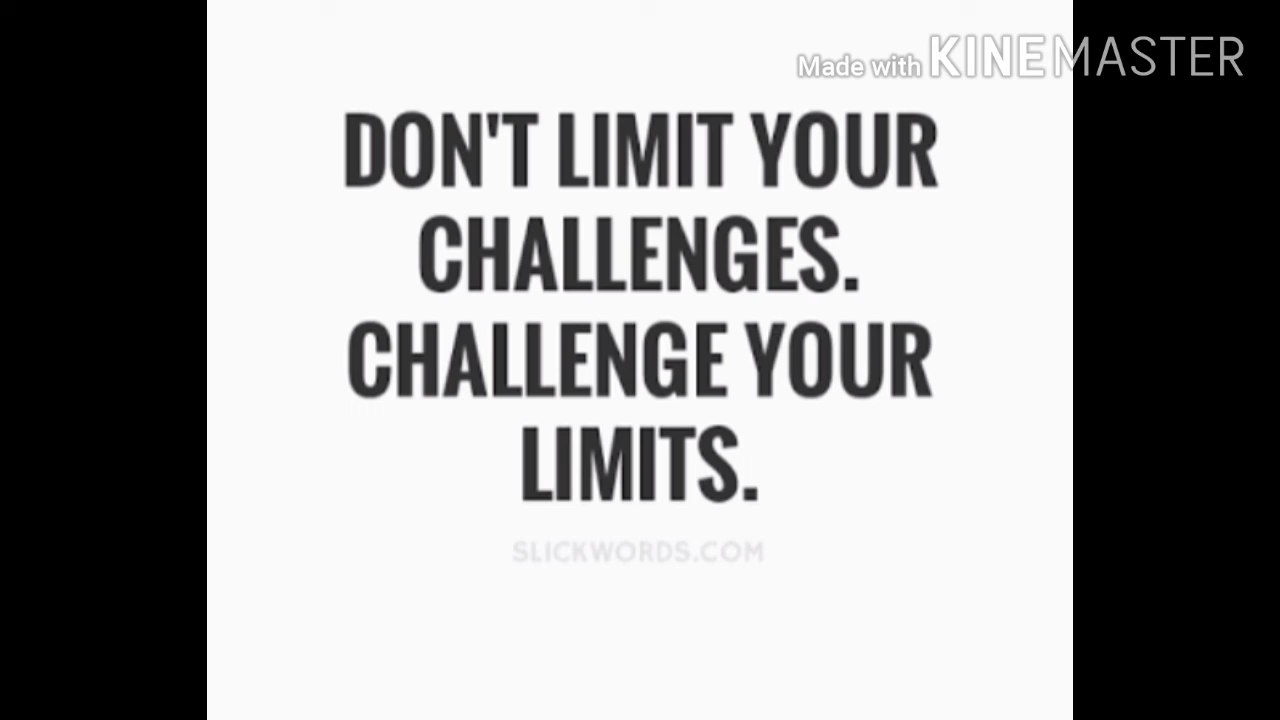 Made with KINEMASTER
DON'T LIMIT YOUR
CHALLENGES.
CHALLENGE YOUR
LIMITS.
SLICKWORDS.COM